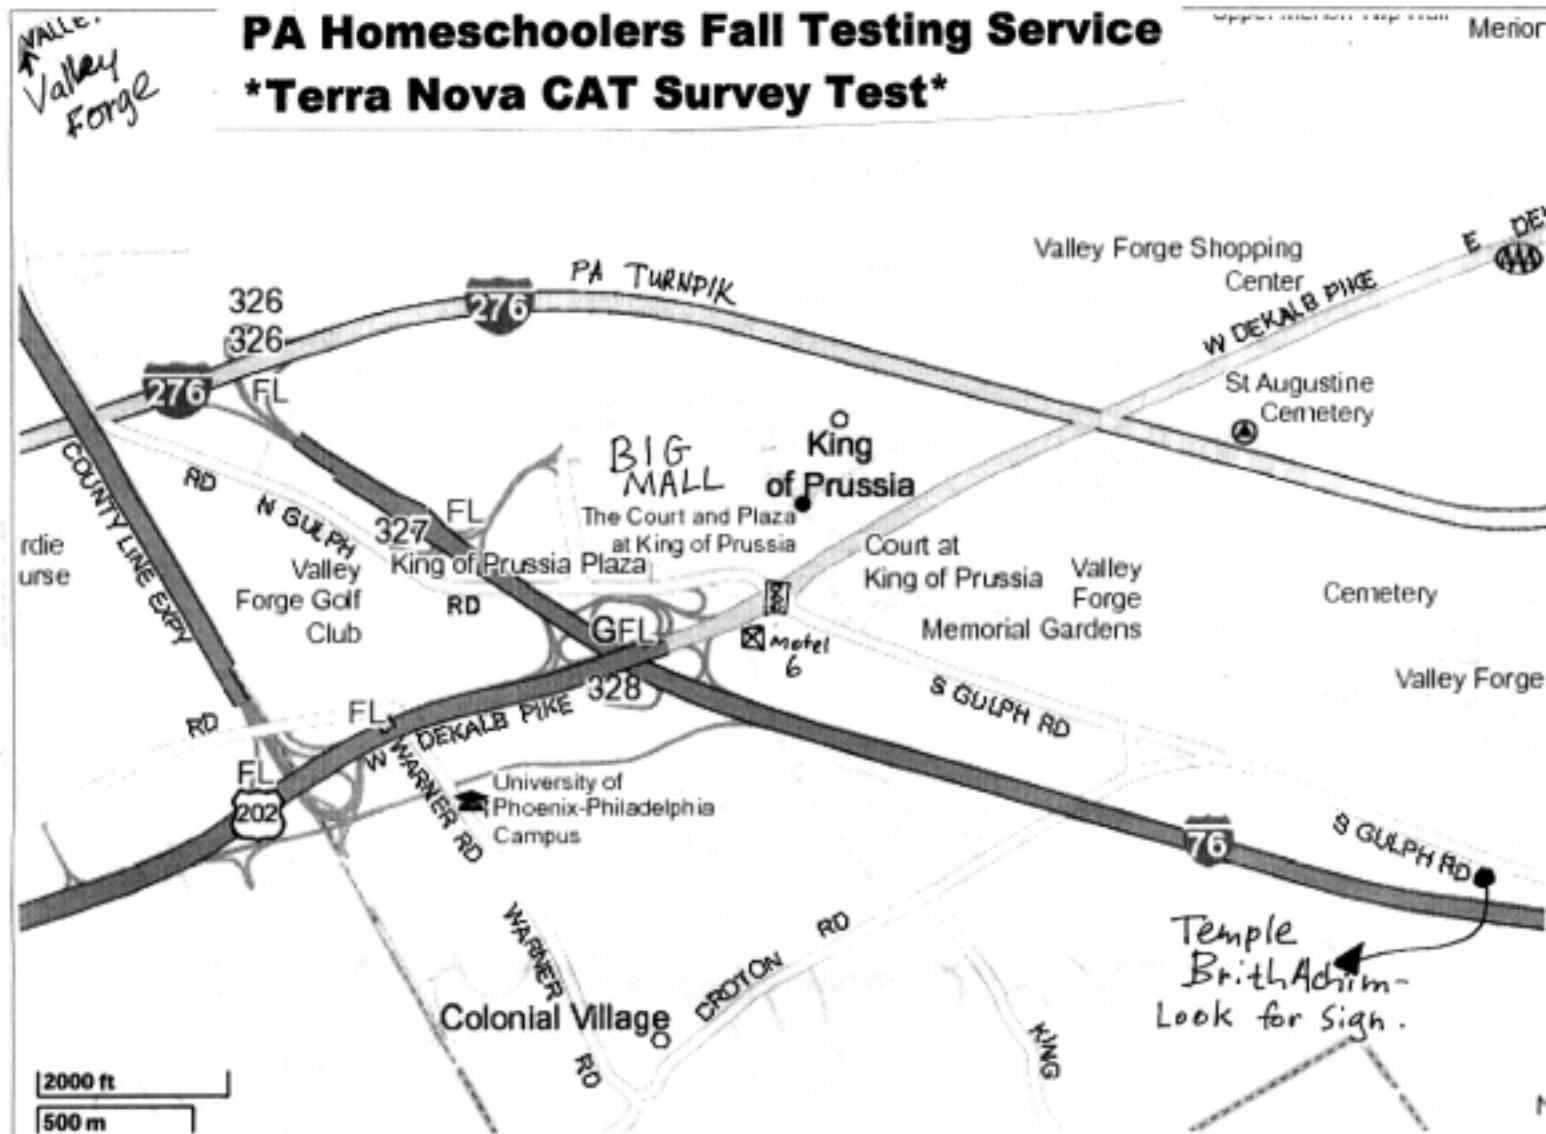 PA Homeschoolers Fall Testing Service
*Terra Nova CAT Survey Test*
VALLE
Valley
Forge
Merion
E DE
Valley Forge Shopping
Center
W DEKALB PIKE
PA TURNPIK
276
326
326
276
FL
St Augustine
Cemetery
King
of Prussia
BIG
MALL
COUNTY LINE EXPY
RD
N GULPH
RD
327
FL
The Court and Plaza
at King of Prussia
King of Prussia Plaza
Court at
King of Prussia
Valley
Forge
Memorial Gardens
Cemetery
rdie
urse
Valley
Forge Golf
Club
202
GFL
328
Motel
6
S GULPH RD
Valley Forge
RD
FL
W DEKALB PIKE
FL
202
WARNER RD
University of
Phoenix-Philadelphia
Campus
76
S GULPH RD
WARNER
RD
CROTON RD
Colonial Village
KING
Temple
Brith Achim-
Look for sign.
2000 ft
500 m